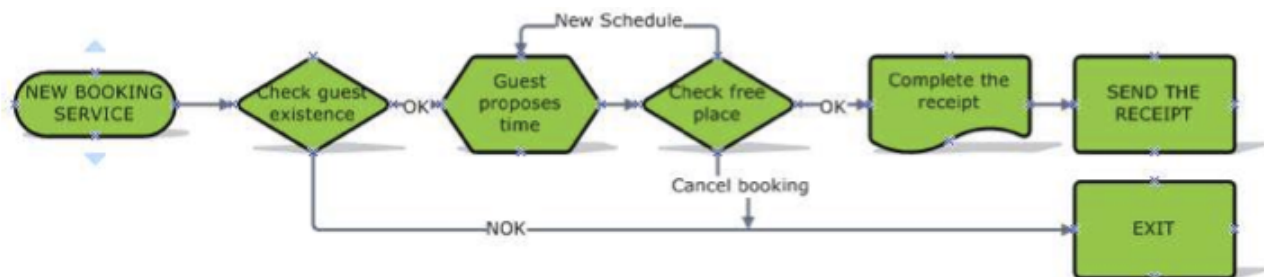 New Schedule
NEW BOOKING
SERVICE
Check guest
existence
OK
Guest
proposes
time
Check free
place
OK
Complete the
receipt
SEND THE
RECEIPT
Cancel booking
NOK
EXIT